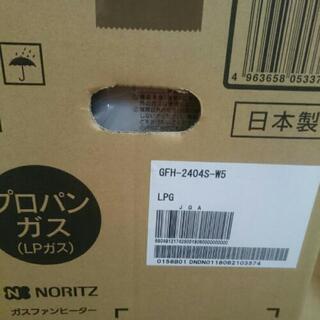 4 963658 05337
日本製
GFH-2404S-W5
LPG
J G A
プロパン
ガス
(LPガス)
NORITZ
ガスファンヒーター